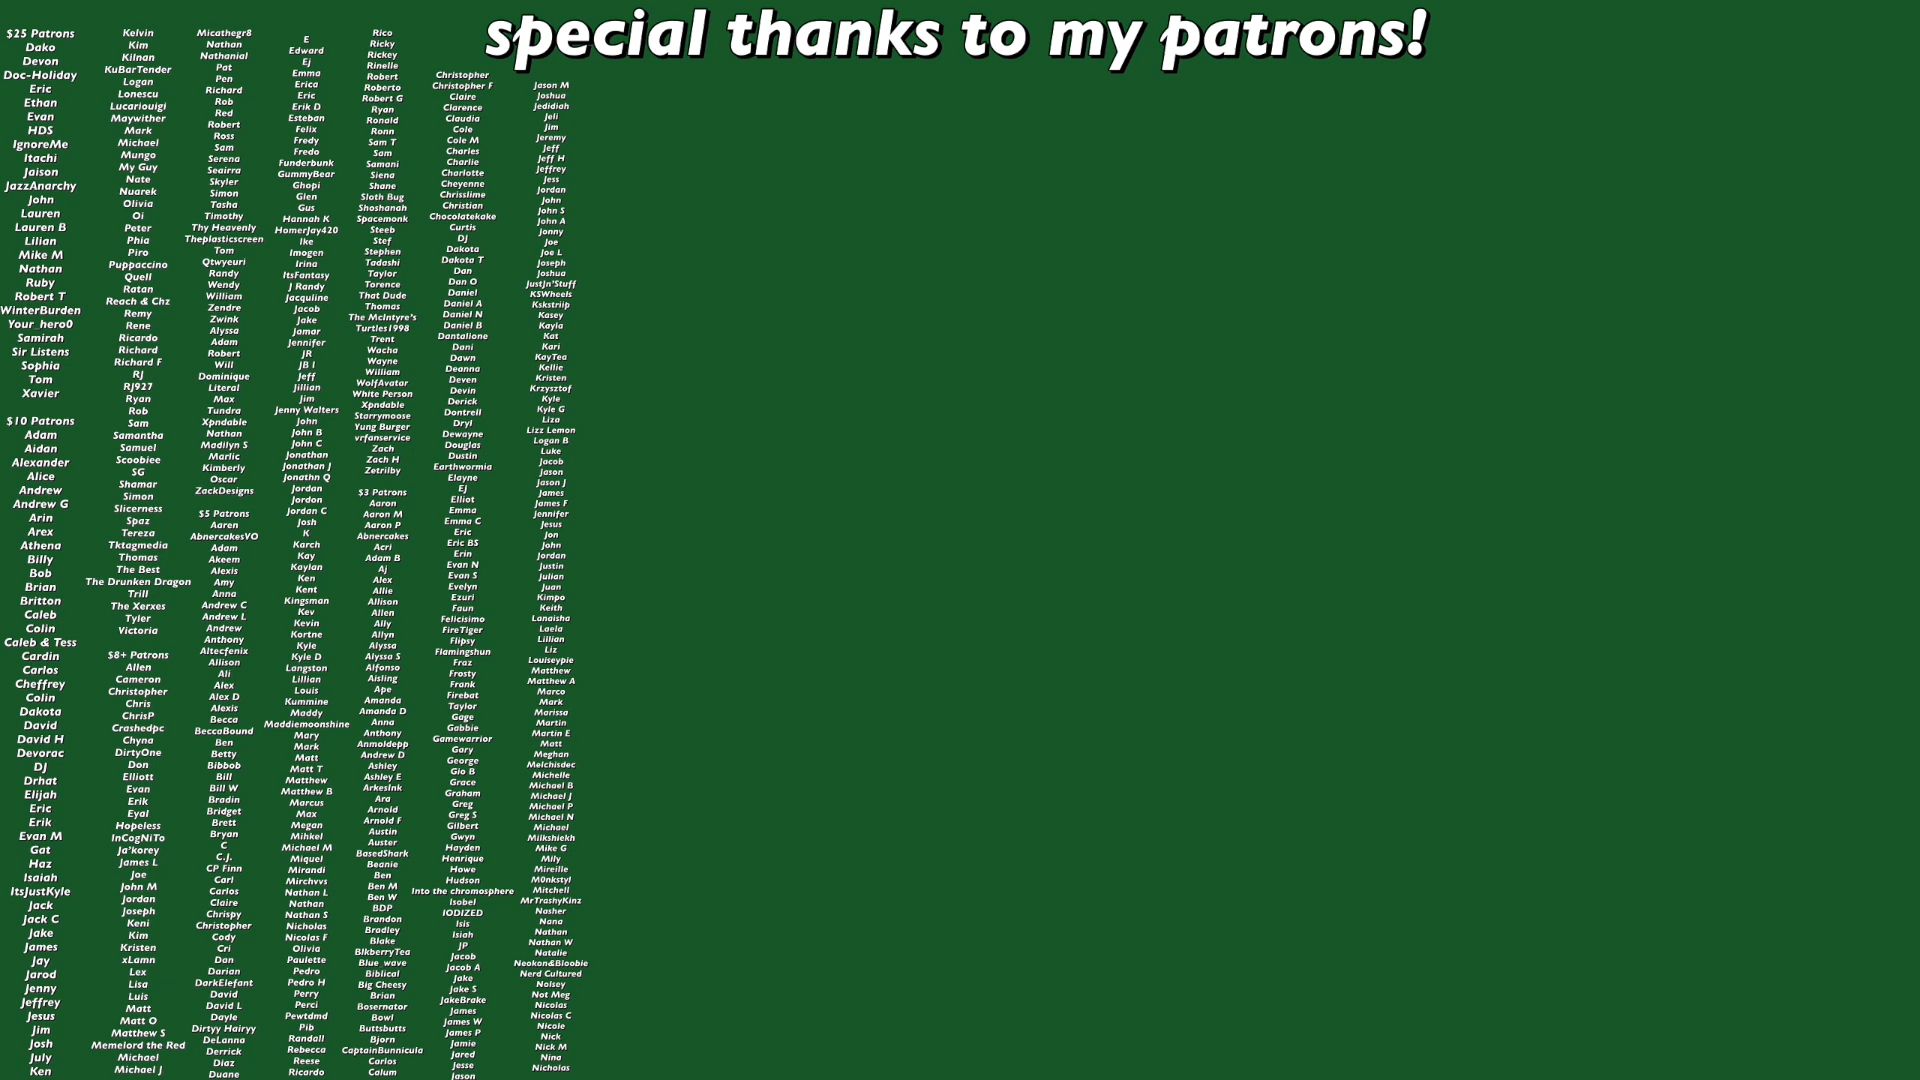 special thanks to my patrons!
$25 Patrons
Dako
Devon
Doc-Holiday
Eric
Ethan
Evan
HDS
IgnoreMe
Itachi
Jaison
JazzAnarchy
John
Lauren
Lauren B
Lilian
Mike M
Nathan
Ruby
Robert T
WinterBurden
Your_hero0
Samirah
Sir Listens
Sophia
Tom
Xavier
$10 Patrons
Adam
Aidan
Alexander
Alice
Andrew
Andrew G
Arin
Arex
Athena
Billy
Bob
Brian
Britton
Caleb
Colin
Caleb & Tess
Cardin
Carlos
Cheffrey
Colin
Dakota
David
David H
Devorac
DJ
Drhat
Elijah
Eric
Erik
Evan M
Gat
Haz
Isaiah
ItsJustKyle
Jack
Jack C
Jake
James
Jay
Jarod
Jenny
Jeffrey
Jesus
Jim
Josh
July
Ken
Kelvin
Kim
Kilnan
KuBarTender
Logan
Lonescu
Lucariouigi
Maywither
Mark
Michael
Mungo
My Guy
Nate
Nuarek
Olivia
Oi
Peter
Phia
Piro
Puppaccino
Quell
Ratan
Reach & Chz
Remy
Rene
Ricardo
Richard
Richard F
RJ
RJ927
Ryan
Rob
Sam
Samantha
Samuel
Scoobiee
SG
Shamar
Simon
Slicerness
Spaz
Tereza
Tktagmedia
Thomas
The Best
The Drunken Dragon
Trill
The Xerxes
Tyler
Victoria
$8+ Patrons
Allen
Cameron
Christopher
Chris
ChrisP
Crashedpc
Chyna
DirtyOne
Don
Elliott
Evan
Erik
Eyal
Hopeless
InCogNiTo
Ja'korey
James L
Joe
John M
Jordan
Joseph
Keni
Kim
Kristen
xLamn
Lex
Lisa
Luis
Matt
Matt O
Matthew S
Memelord the Red
Michael
Michael J
Micathegr8
Nathan
Nathanial
Pat
Pen
Richard
Rob
Red
Robert
Ross
Sam
Serena
Seairra
Skyler
Simon
Tasha
Timothy
Thy Heavenly
Theplasticscreen
Tom
Qtwyeuri
Randy
Wendy
William
Zendre
Zwink
Alyssa
Adam
Robert
Will
Dominique
Literal
Max
Tundra
Xpndable
Nathan
Madilyn S
Marlic
Kimberly
Oscar
ZackDesigns
$5 Patrons
Aaren
AbnercakesVO
Adam
Akeem
Alexis
Amy
Anna
Andrew C
Andrew L
Andrew
Anthony
Altecfenix
Allison
Ali
Alex
Alex D
Alexis
Becca
BeccaBound
Ben
Betty
Bibbob
Bill
Bill W
Bradin
Bridget
Brett
Bryan
C
C.J.
CP Finn
Carl
Carlos
Claire
Chrispy
Christopher
Cody
Cri
Dan
Darian
DarkElefant
David
David L
Dayle
Dirtyy Hairyy
DeLanna
Derrick
Diaz
Duane
E
Edward
Ej
Emma
Erica
Eric
Erik D
Esteban
Felix
Fredy
Fredo
Funderbunk
GummyBear
Ghopi
Glen
Gus
Hannah K
HomerJay420
Ike
Imogen
Irina
ItsFantasy
J Randy
Jacquline
Jacob
Jake
Jamar
Jennifer
JR
JB I
Jeff
Jillian
Jim
Jenny Walters
John
John B
John C
Jonathan
Jonathan J
Jonathn Q
Jordan
Jordon
Jordan C
Josh
K
Karch
Kay
Kaylan
Ken
Kent
Kingsman
Kev
Kevin
Kortne
Kyle
Kyle D
Langston
Lillian
Louis
Kummine
Maddy
Maddiemoonshine
Mary
Mark
Matt
Matt T
Matthew
Matthew B
Marcus
Max
Megan
Mihkel
Michael M
Miquel
Mirandi
Mirchvvs
Nathan L
Nathan
Nathan S
Nicholas
Nicolas F
Olivia
Paulette
Pedro
Pedro H
Perry
Perci
Pewtdmd
Pib
Randall
Rebecca
Reese
Ricardo
Rico
Ricky
Rickey
Rinelle
Robert
Roberto
Robert G
Ryan
Ronald
Ronn
Sam T
Sam
Samani
Siena
Shane
Sloth Bug
Shoshanah
Spacemonk
Steeb
Stef
Stephen
Tadashi
Taylor
Torence
That Dude
Thomas
The McIntyre's
Turtles1998
Trent
Wacha
Wayne
William
WolfAvatar
White Person
Xpndable
Starrymoose
Yung Burger
vrfanservice
Zach
Zach H
Zetrilby
$3 Patrons
Aaron
Aaron M
Aaron P
Abnercakes
Acri
Adam B
Aj
Alex
Allie
Allison
Allen
Ally
Allyn
Alyssa
Alyssa S
Alfonso
Aisling
Ape
Amanda
Amanda D
Anna
Anthony
Anmoldepp
Andrew D
Ashley
Ashley E
ArkesInk
Ara
Arnold
Arnold F
Austin
Auster
BasedShark
Beanie
Ben
Ben M
Ben W
BDP
Brandon
Bradley
Blake
BlkberryTea
Blue_wave
Biblical
Big Cheesy
Brian
Bosernator
Bowl
Buttsbutts
Bjorn
CaptainBunnicula
Carlos
Calum
Christopher
Christopher F
Claire
Clarence
Claudia
Cole
Cole M
Charles
Charlie
Charlotte
Cheyenne
Chrisslime
Christian
Chocolatekake
Curtis
DJ
Dakota
Dakota T
Dan
Dan O
Daniel
Daniel A
Daniel N
Daniel B
Dantalione
Dani
Dawn
Deanna
Deven
Devin
Derick
Dontrell
Dryl
Dewayne
Douglas
Dustin
Earthwormia
Elayne
EJ
Elliot
Emma
Emma C
Eric
Eric BS
Erin
Evan N
Evan S
Evelyn
Ezuri
Faun
Felicisimo
FireTiger
Flipsy
Flamingshun
Fraz
Frosty
Frank
Firebat
Taylor
Gage
Gabbie
Gamewarrior
Gary
George
Gio B
Grace
Graham
Greg
Greg S
Gilbert
Gwyn
Hayden
Henrique
Howe
Hudson
Into the chromosphere
Isobel
IODIZED
Isis
Isiah
JP
Jacob
Jacob A
Jake
Jake S
JakeBrake
James
James W
James P
Jamie
Jared
Jesse
Jason
Jason M
Joshua
Jedidiah
Jeli
Jim
Jeremy
Jeff
Jeff H
Jeffrey
Jess
Jordan
John
John S
John A
Jonny
Joe
Joe L
Joseph
Joshua
JustJn'Stuff
KSWheels
Kskstriip
Kasey
Kayla
Kat
Kari
KayTea
Kellie
Kristen
Krzysztof
Kyle
Kyle G
Liza
Lizz Lemon
Logan B
Luke
Jacob
Jason
Jason J
James
James F
Jennifer
Jesus
Jon
John
Jordan
Justin
Julian
Juan
Kimpo
Keith
Lanaisha
Laela
Lillian
Liz
Louiseypie
Matthew
Matthew A
Marco
Mark
Marissa
Martin
Martin E
Matt
Meghan
Melchisdec
Michelle
Michael B
Michael J
Michael P
Michael N
Michael
Milkshiekh
Mike G
Mily
Mireille
M0nkstyl
Mitchell
MrTrashyKinz
Nasher
Nana
Nathan
Nathan W
Natalie
Neokon&Bloobie
Nerd Cultured
Nolsey
Not Meg
Nicolas
Nicolas C
Nicole
Nick
Nick M
Nina
Nicholas